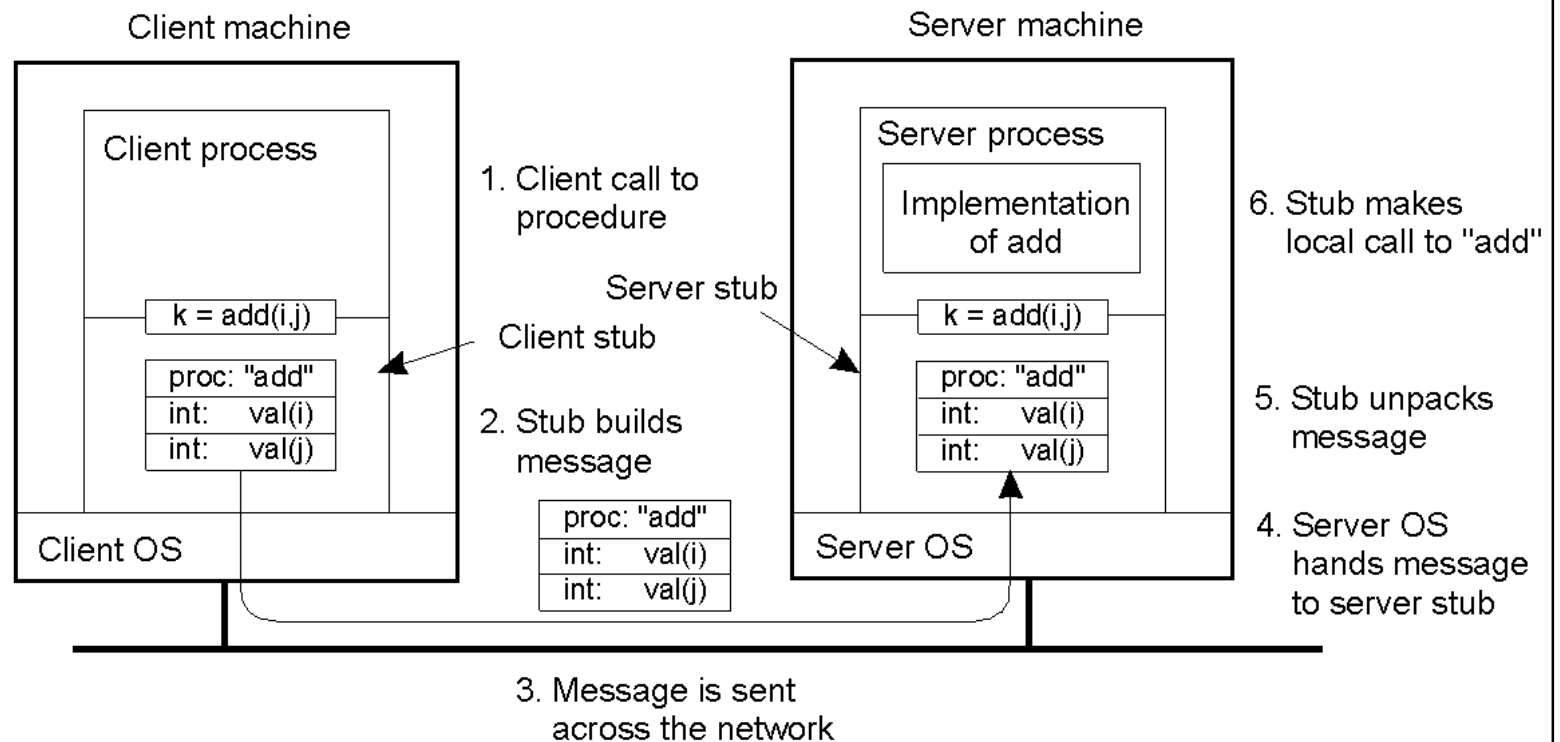 Client machine
Server machine
Client process
1. Client call to
procedure
k = add(i,j)
Client stub
proc: "add"
int: val(i)
int: val(j)
2. Stub builds
message
proc: "add"
int: val(i)
int: val(j)
Client OS
3. Message is sent
across the network
Server process
Implementation
of add
Server stub
k = add(i,j)
proc: "add"
int: val(i)
int: val(j)
Server OS
6. Stub makes
local call to "add"
5. Stub unpacks
message
4. Server OS
hands message
to server stub